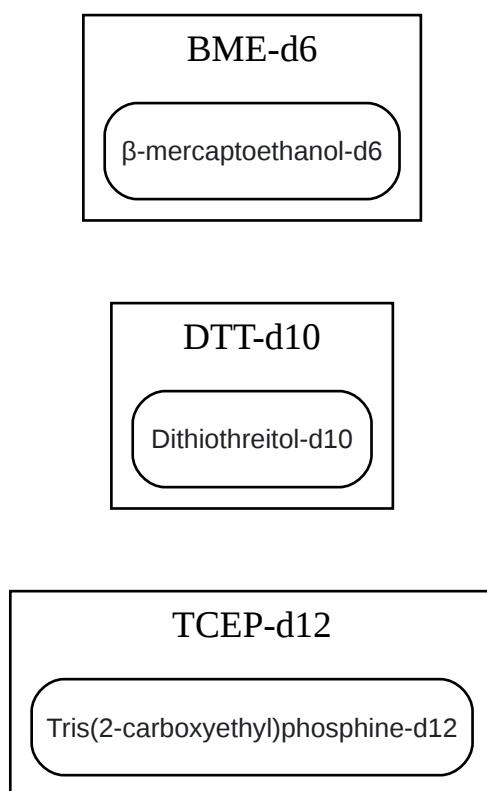 BME-d6
β-mercaptoethanol-d6
DTT-d10
Dithiothreitol-d10
TCEP-d12
Tris(2-carboxyethyl)phosphine-d12